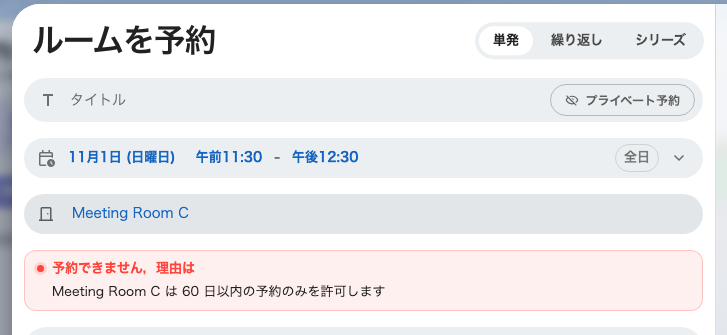 ルームを予約
単発 繰り返し シリーズ
T タイトル プライベート予約
11月1日 (日曜日) 午前11:30 - 午後12:30 全日
Meeting Room C
予約できません，理由は
Meeting Room C は 60 日以内の予約のみを許可します